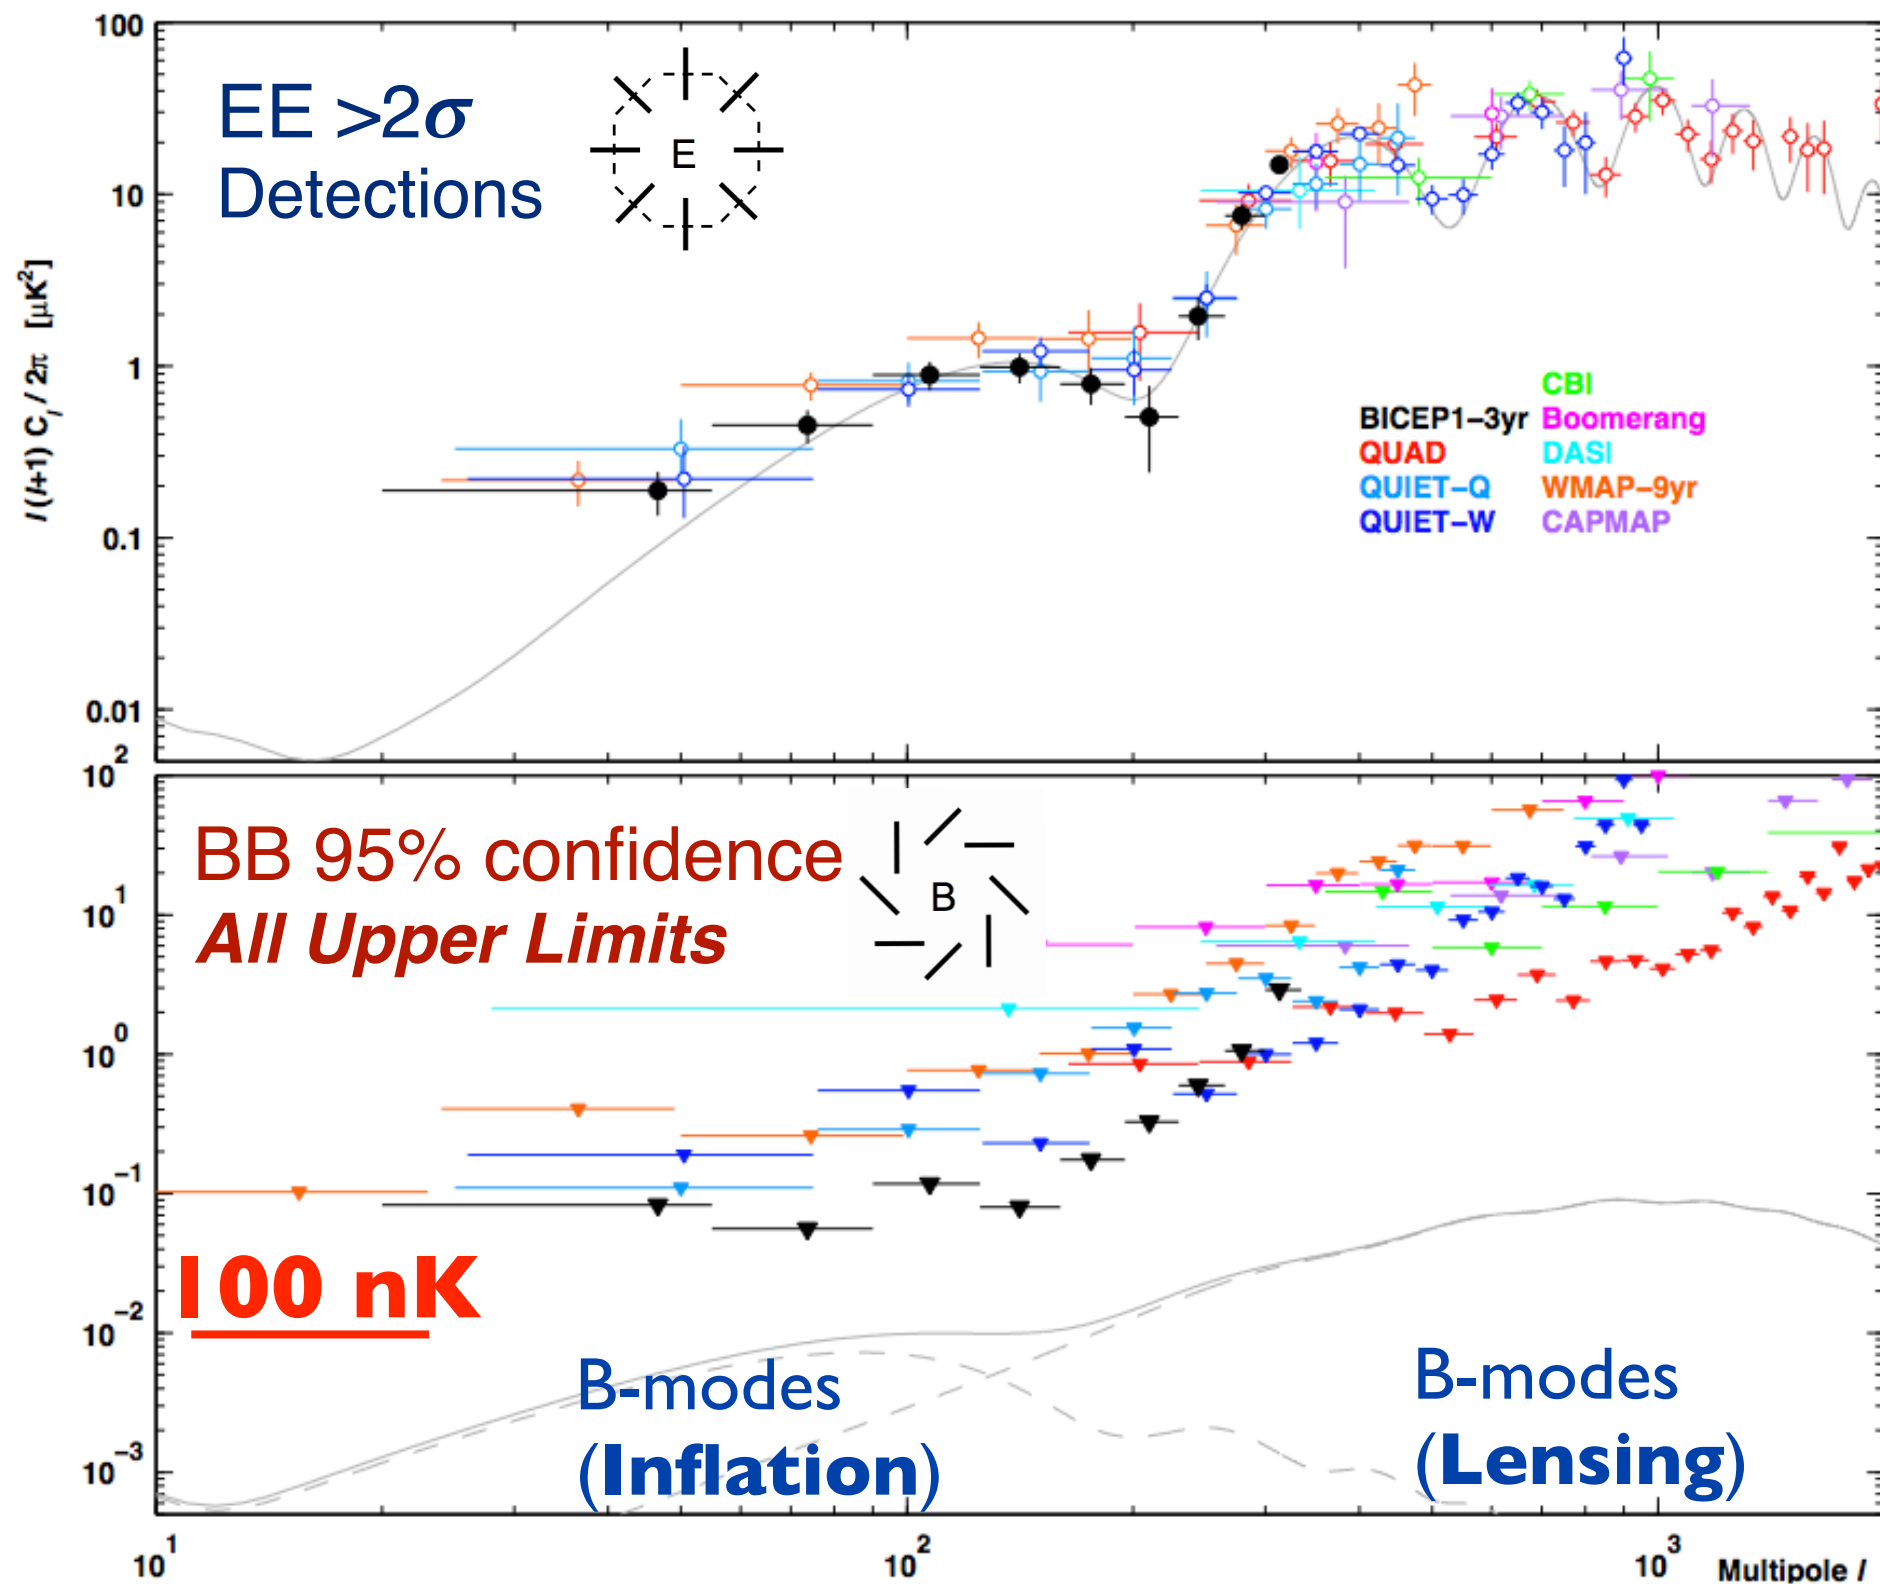 100
EE >2σ
Detections
E
10
l (l+1) C_l / 2π [μK²]
1
CBI
BICEP1–3yr Boomerang
QUAD DASI
QUIET–Q WMAP–9yr
QUIET–W CAPMAP
0.1
0.01
10²
BB 95% confidence
All Upper Limits
B
10¹
10⁰
10⁻¹
100 nK
10⁻²
B-modes
(Inflation)
B-modes
(Lensing)
10⁻³
10¹
10²
10³
Multipole l